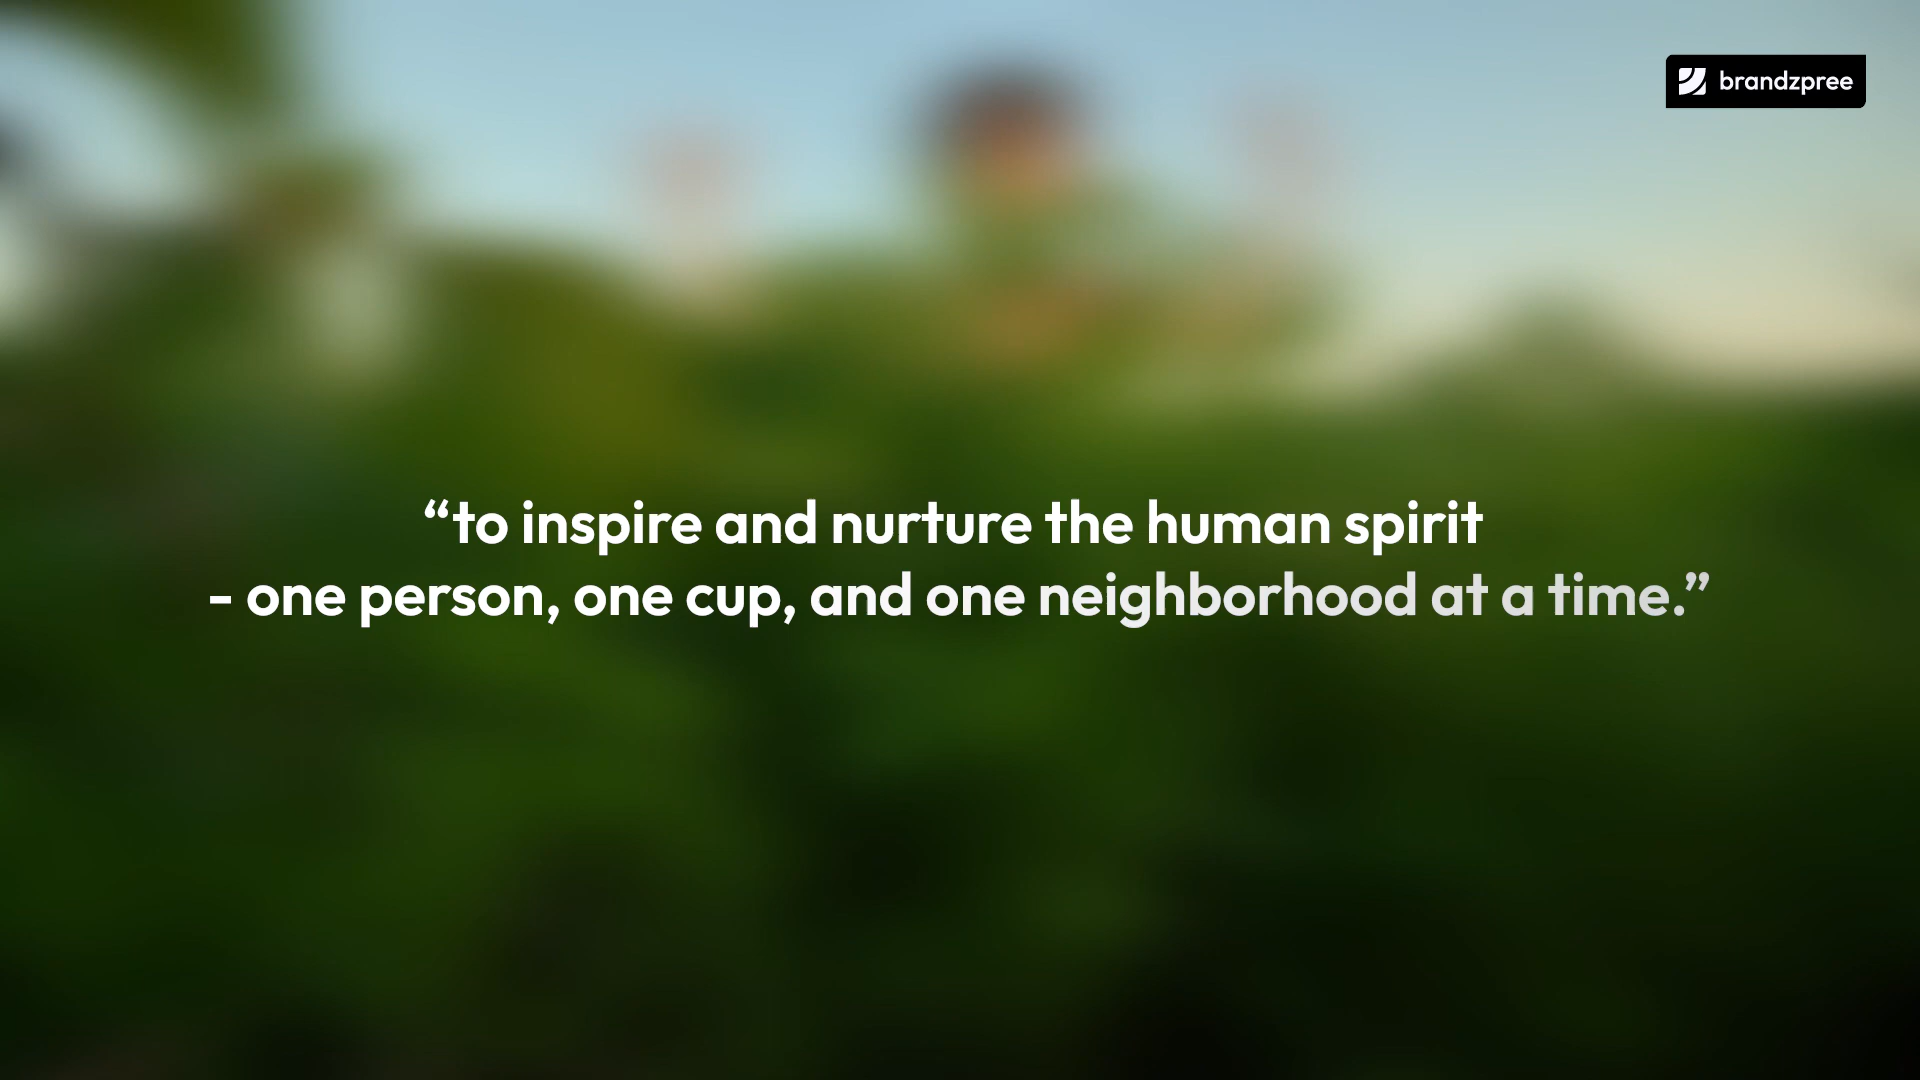 brandzpree
“to inspire and nurture the human spirit
- one person, one cup, and one neighborhood at a time.”